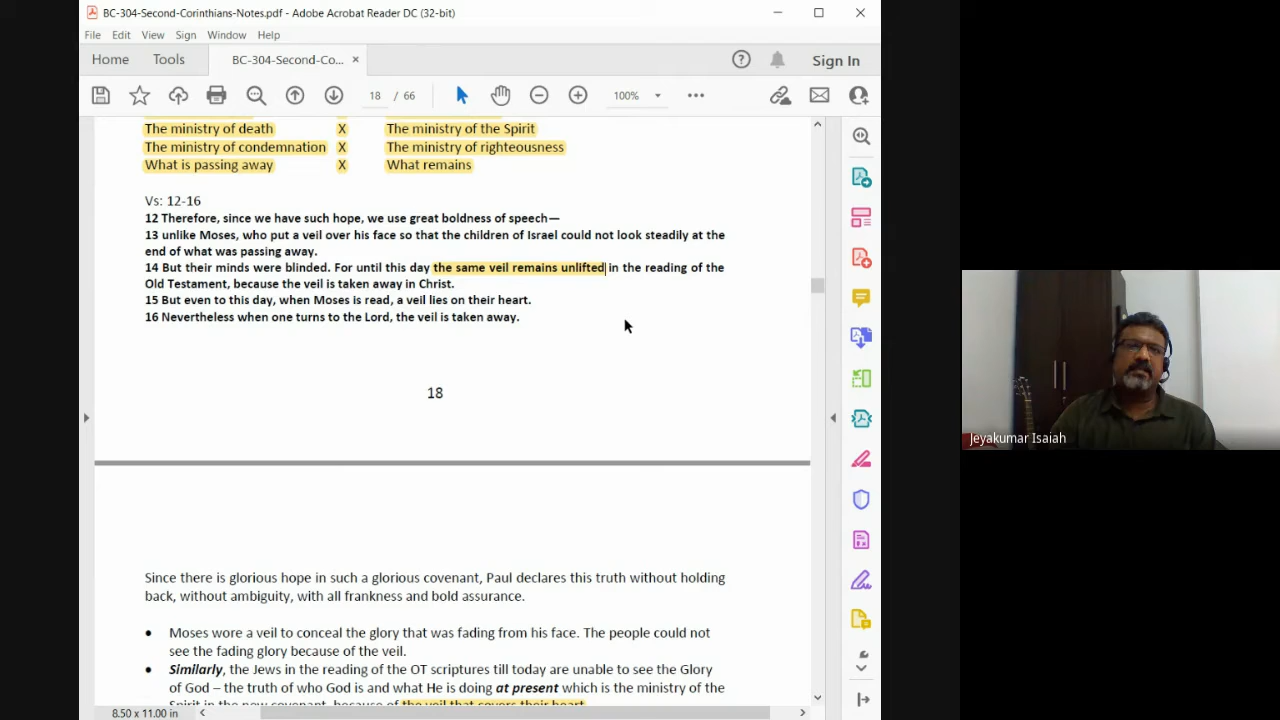 BC-304-Second-Corinthians-Notes.pdf - Adobe Acrobat Reader DC (32-bit)
File Edit View Sign Window Help
Home Tools BC-304-Second-Co... × Sign In
18 / 66 100%
The ministry of death X The ministry of the Spirit
The ministry of condemnation X The ministry of righteousness
What is passing away X What remains
Vs: 12-16
12 Therefore, since we have such hope, we use great boldness of speech—
13 unlike Moses, who put a veil over his face so that the children of Israel could not look steadily at the
end of what was passing away.
14 But their minds were blinded. For until this day the same veil remains unlifted in the reading of the
Old Testament, because the veil is taken away in Christ.
15 But even to this day, when Moses is read, a veil lies on their heart.
16 Nevertheless when one turns to the Lord, the veil is taken away.
18
Since there is glorious hope in such a glorious covenant, Paul declares this truth without holding
back, without ambiguity, with all frankness and bold assurance.
• Moses wore a veil to conceal the glory that was fading from his face. The people could not
see the fading glory because of the veil.
• Similarly, the Jews in the reading of the OT scriptures till today are unable to see the Glory
of God – the truth of who God is and what He is doing at present which is the ministry of the
Spirit in the new covenant, because of the veil that covers their heart.
8.50 x 11.00 in
Jeyakumar Isaiah